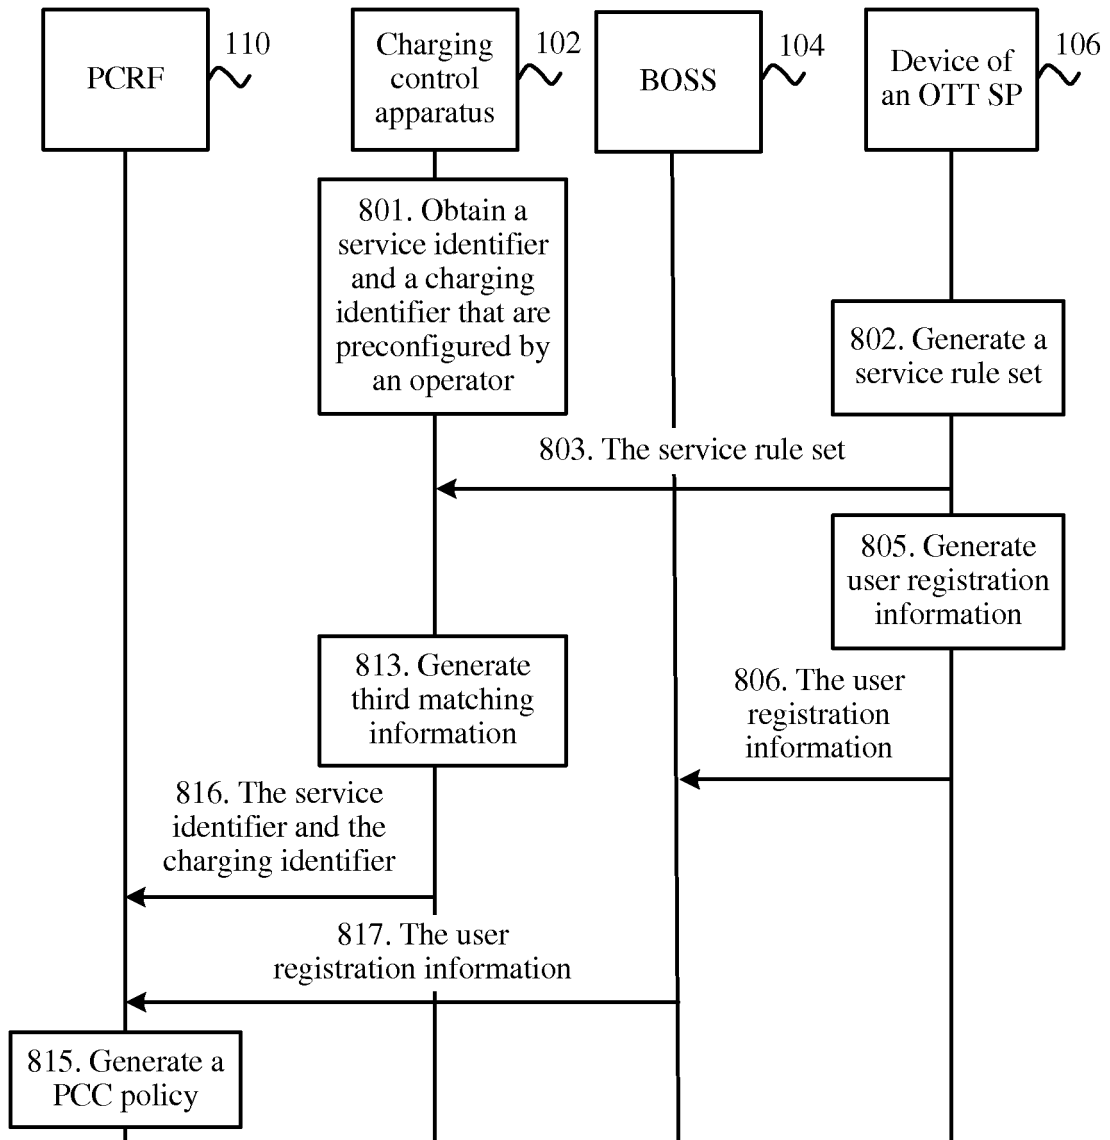 PCRF
110
Charging
control
apparatus
102
BOSS
104
Device of
an OTT SP
106
801. Obtain a
service identifier
and a charging
identifier that are
preconfigured by
an operator
802. Generate a
service rule set
803. The service rule set
805. Generate
user registration
information
813. Generate
third matching
information
806. The user
registration
information
816. The service
identifier and the
charging identifier
817. The user
registration information
815. Generate a
PCC policy